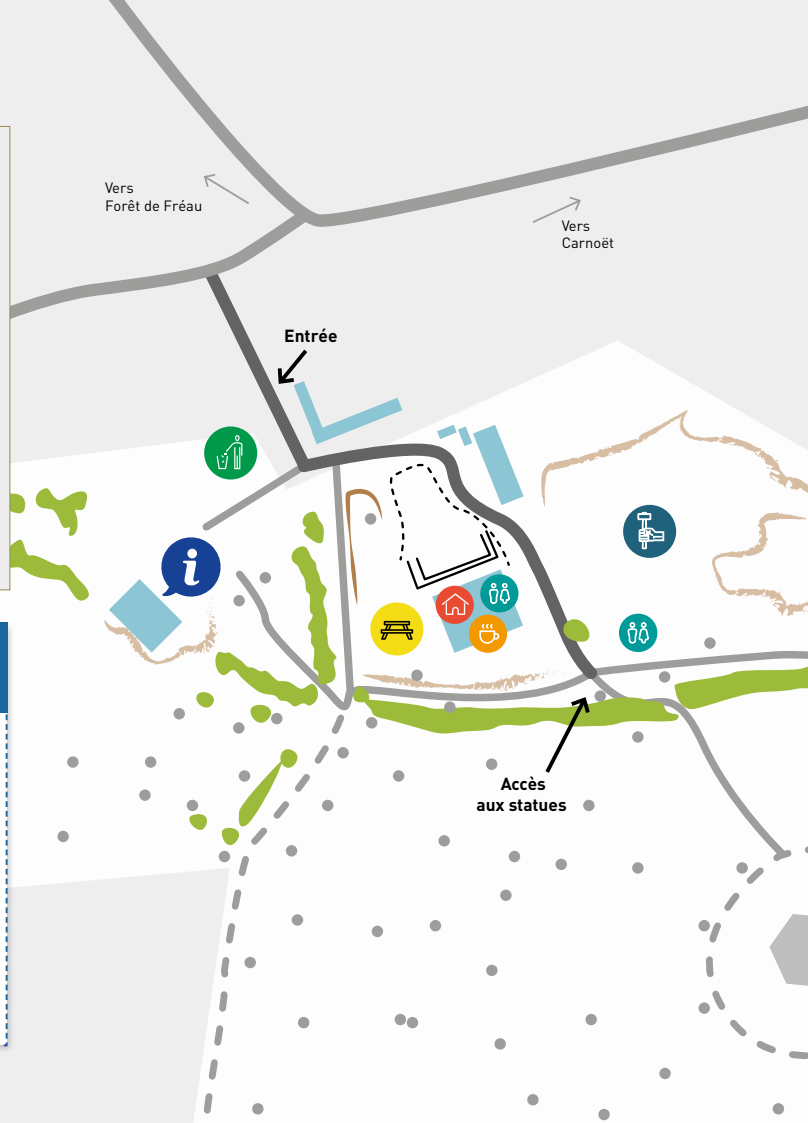 Vers
Forêt de Fréau
Vers
Carnoët
Entrée
i
Accès
aux statues